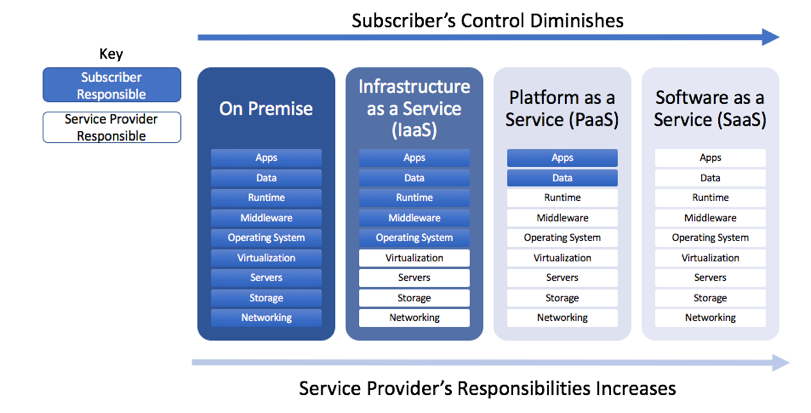 Subscriber's Control Diminishes
Key
Subscriber
Responsible
Service Provider
Responsible
On Premise
Apps
Data
Runtime
Middleware
Operating System
Virtualization
Servers
Storage
Networking
Infrastructure
as a Service
(IaaS)
Apps
Data
Runtime
Middleware
Operating System
Virtualization
Servers
Storage
Networking
Platform as a
Service (PaaS)
Apps
Data
Runtime
Middleware
Operating System
Virtualization
Servers
Storage
Networking
Software as a
Service (SaaS)
Apps
Data
Runtime
Middleware
Operating System
Virtualization
Servers
Storage
Networking
Service Provider's Responsibilities Increases